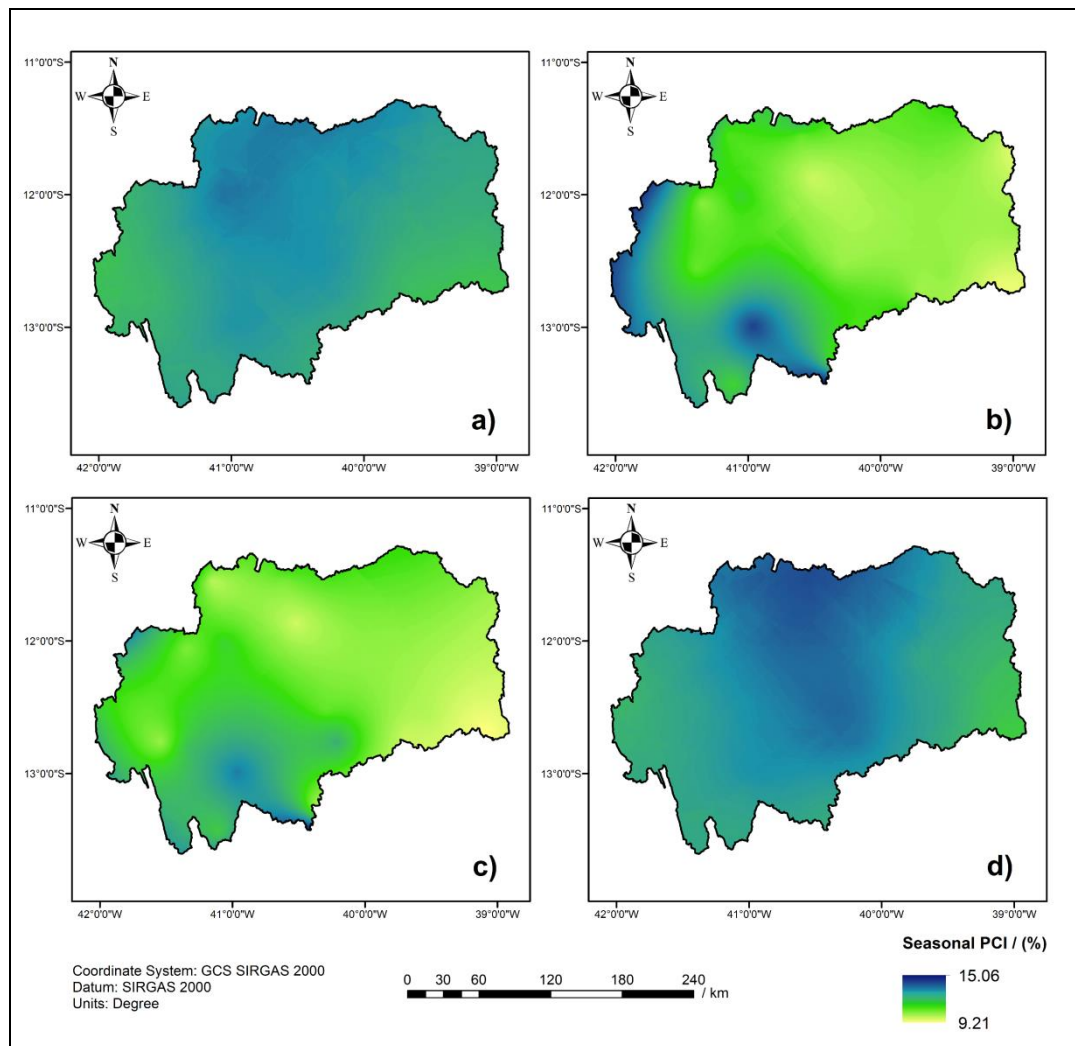 11°0'0"S
12°0'0"S
13°0'0"S
N
W E
S
a)
42°0'0"W 41°0'0"W 40°0'0"W 39°0'0"W
11°0'0"S
12°0'0"S
13°0'0"S
N
W E
S
b)
42°0'0"W 41°0'0"W 40°0'0"W 39°0'0"W
11°0'0"S
12°0'0"S
13°0'0"S
N
W E
S
c)
42°0'0"W 41°0'0"W 40°0'0"W 39°0'0"W
11°0'0"S
12°0'0"S
13°0'0"S
N
W E
S
d)
42°0'0"W 41°0'0"W 40°0'0"W 39°0'0"W
Coordinate System: GCS SIRGAS 2000
Datum: SIRGAS 2000
Units: Degree
0 30 60 120 180 240
/ km
Seasonal PCI / (%)
15.06
9.21